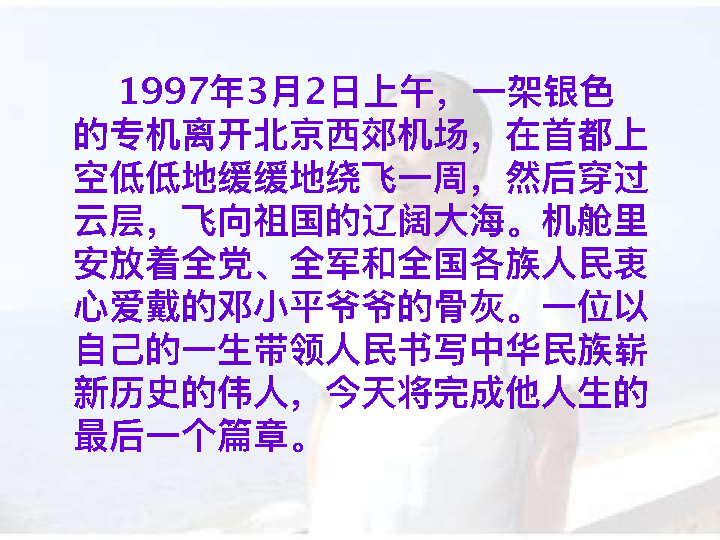 1997年3月2日上午，一架银色
的专机离开北京西郊机场，在首都上
空低低地缓缓地绕飞一周，然后穿过
云层，飞向祖国的辽阔大海。机舱里
安放着全党、全军和全国各族人民衷
心爱戴的邓小平爷爷的骨灰。一位以
自己的一生带领人民书写中华民族崭
新历史的伟人，今天将完成他人生的
最后一个篇章。